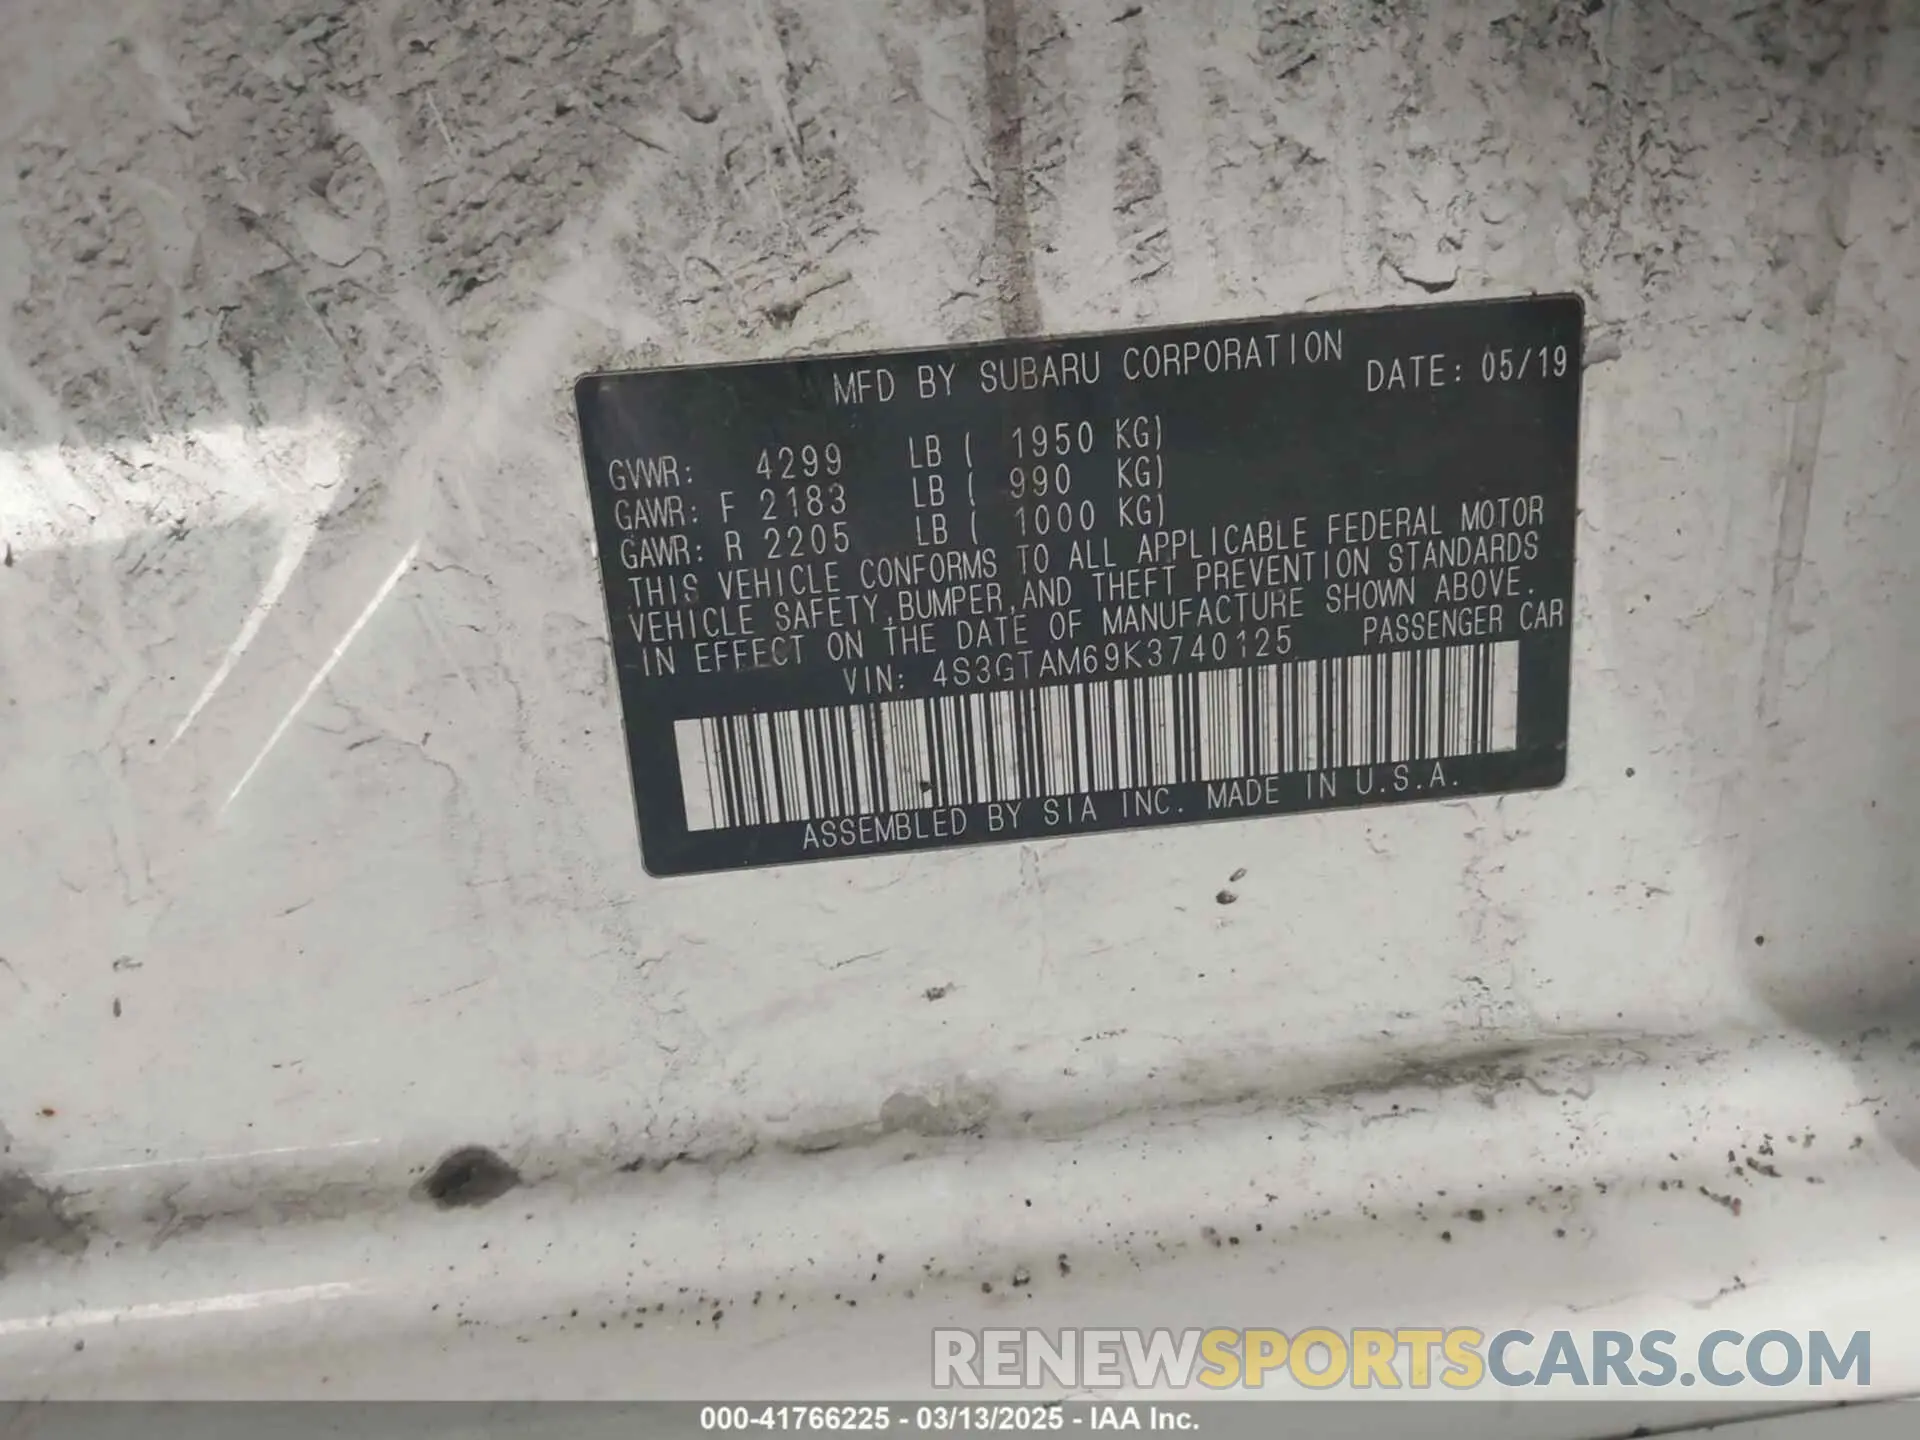 MFD BY SUBARU CORPORATION DATE: 05/19
GVWR: 4299 LB ( 1950 KG)
GAWR: F 2183 LB ( 990 KG)
GAWR: R 2205 LB ( 1000 KG)
THIS VEHICLE CONFORMS TO ALL APPLICABLE FEDERAL MOTOR
VEHICLE SAFETY,BUMPER,AND THEFT PREVENTION STANDARDS
IN EFFECT ON THE DATE OF MANUFACTURE SHOWN ABOVE.
VIN: 4S3GTAM69K3740125 PASSENGER CAR
ASSEMBLED BY SIA INC. MADE IN U.S.A.
RENEWSPORTSCARS.COM
000-41766225 - 03/13/2025 - IAA Inc.